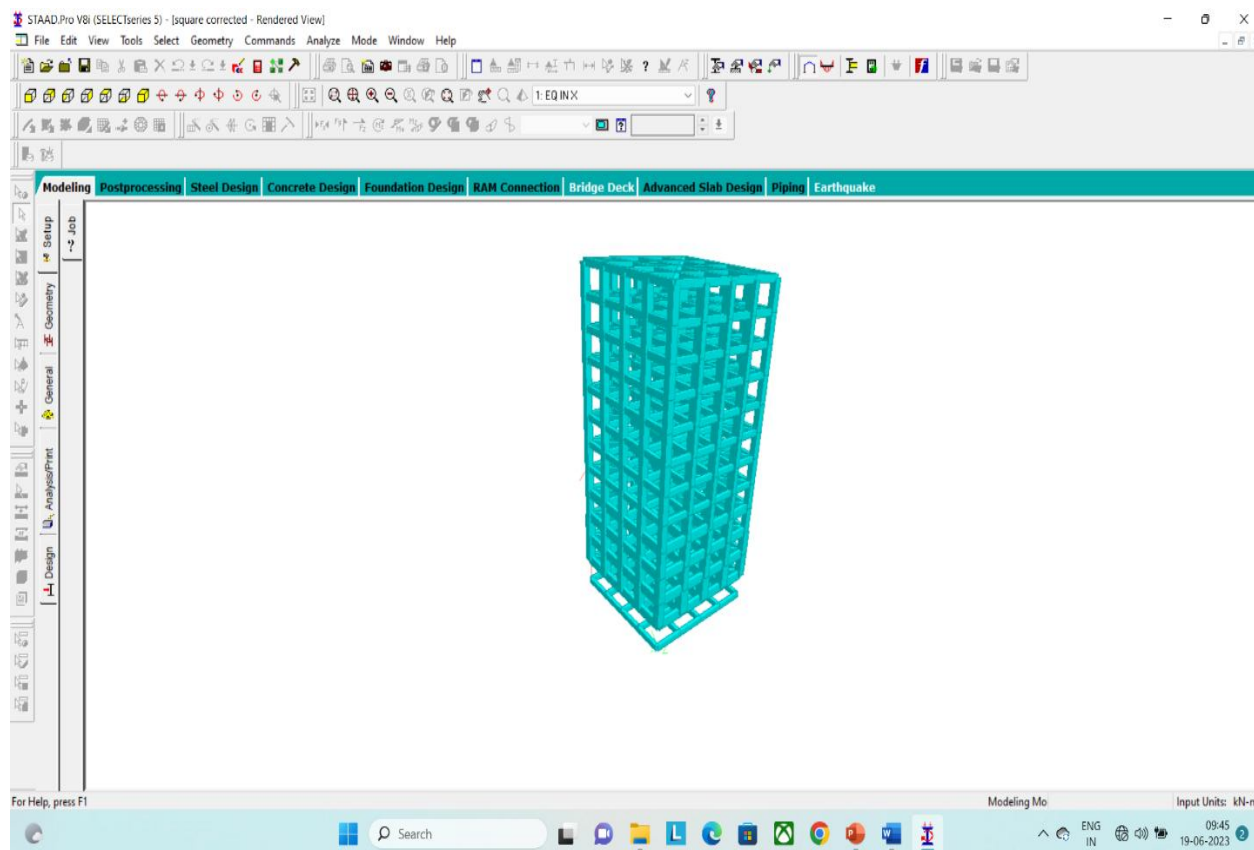 STAAD.Pro V8i (SELECTseries 5) - [square corrected - Rendered View]
File Edit View Tools Select Geometry Commands Analyze Mode Window Help
1: EQ IN X
Modeling Postprocessing Steel Design Concrete Design Foundation Design RAM Connection Bridge Deck Advanced Slab Design Piping Earthquake
Setup
Job
Geometry
General
Analysis/Print
Design
For Help, press F1
Modeling Mo
Input Units: kN-m
Search
ENG
IN
09:45
19-06-2023
2